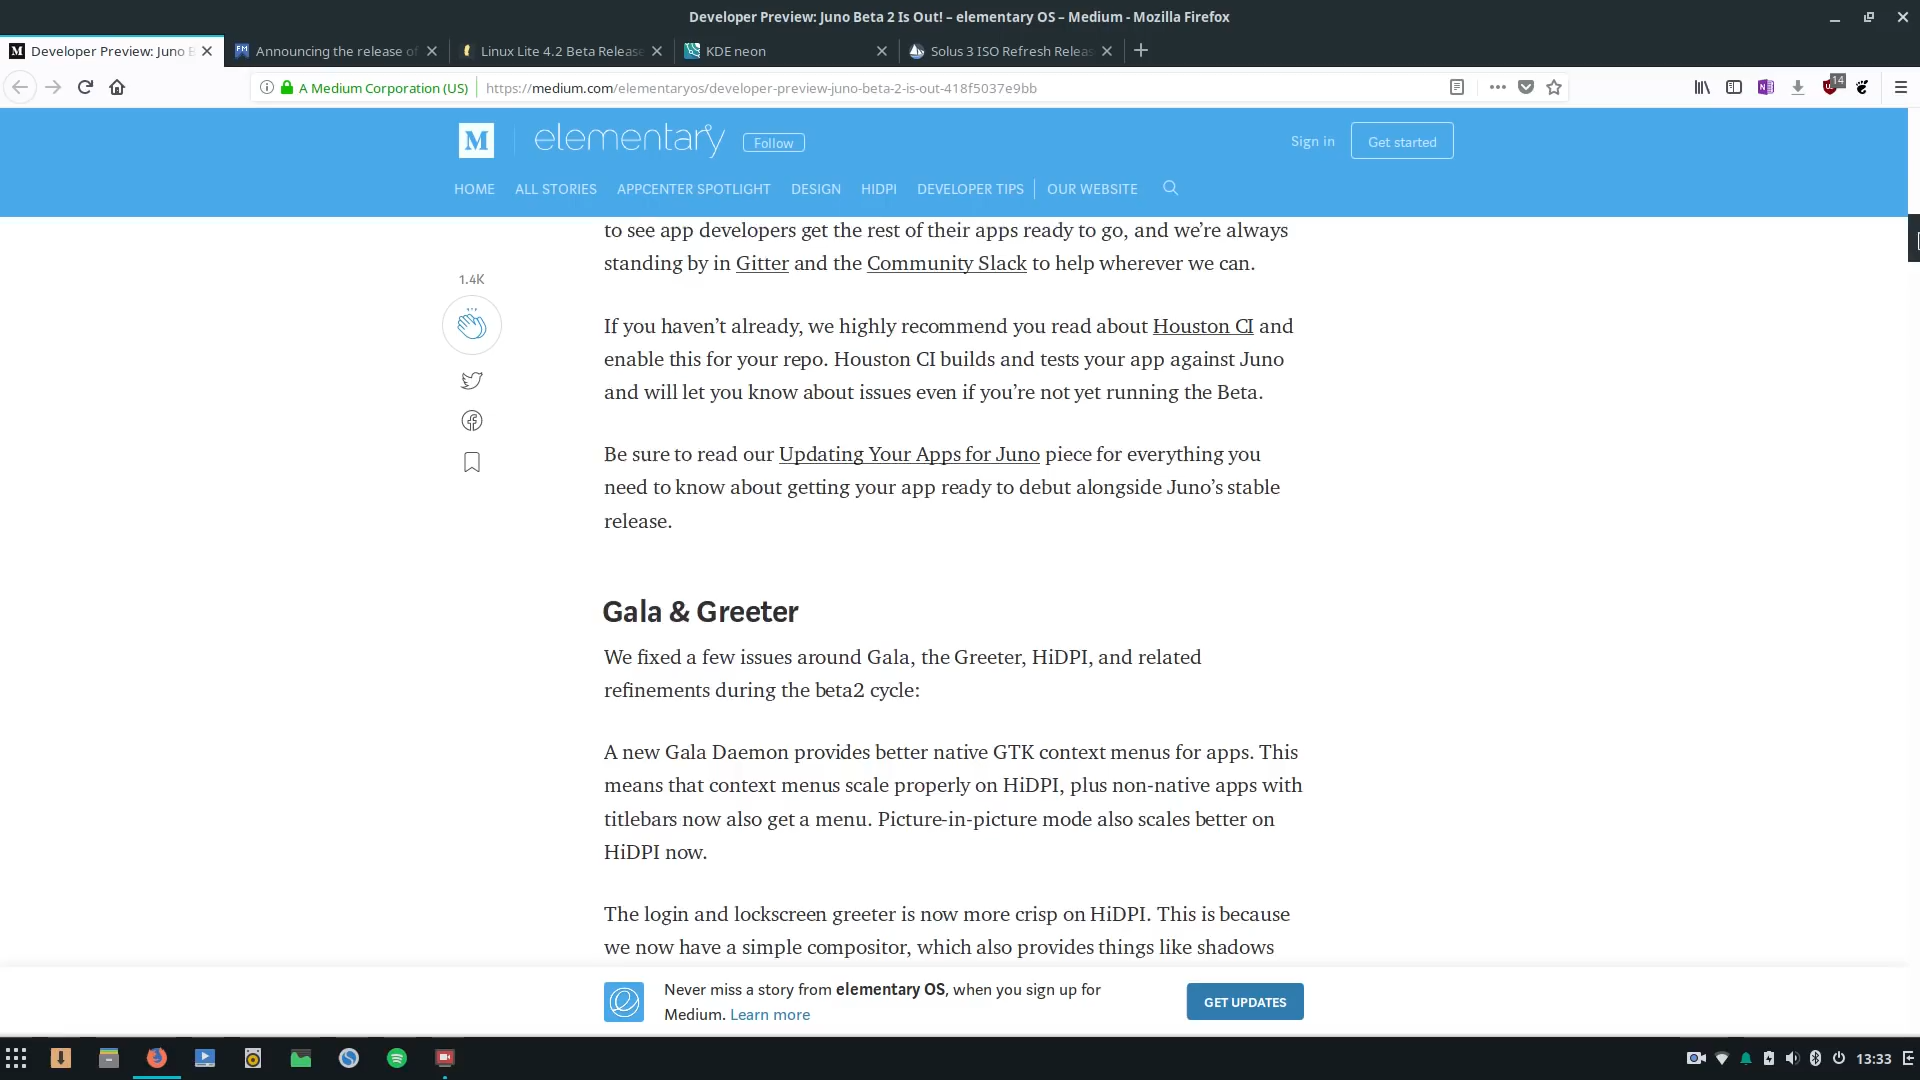 Developer Preview: Juno Beta 2 Is Out! – elementary OS – Medium - Mozilla Firefox
Developer Preview: Juno B
Announcing the release of
Linux Lite 4.2 Beta Release
KDE neon
Solus 3 ISO Refresh Releas
A Medium Corporation (US)
https://medium.com/elementaryos/developer-preview-juno-beta-2-is-out-418f5037e9bb
14
M
elementary
Follow
Sign in
Get started
HOME
ALL STORIES
APPCENTER SPOTLIGHT
DESIGN
HIDPI
DEVELOPER TIPS
OUR WEBSITE
to see app developers get the rest of their apps ready to go, and we’re always
standing by in Gitter and the Community Slack to help wherever we can.
1.4K
If you haven’t already, we highly recommend you read about Houston CI and
enable this for your repo. Houston CI builds and tests your app against Juno
and will let you know about issues even if you’re not yet running the Beta.
Be sure to read our Updating Your Apps for Juno piece for everything you
need to know about getting your app ready to debut alongside Juno’s stable
release.
Gala & Greeter
We fixed a few issues around Gala, the Greeter, HiDPI, and related
refinements during the beta2 cycle:
A new Gala Daemon provides better native GTK context menus for apps. This
means that context menus scale properly on HiDPI, plus non-native apps with
titlebars now also get a menu. Picture-in-picture mode also scales better on
HiDPI now.
The login and lockscreen greeter is now more crisp on HiDPI. This is because
we now have a simple compositor, which also provides things like shadows
Never miss a story from elementary OS, when you sign up for
Medium. Learn more
GET UPDATES
13:33